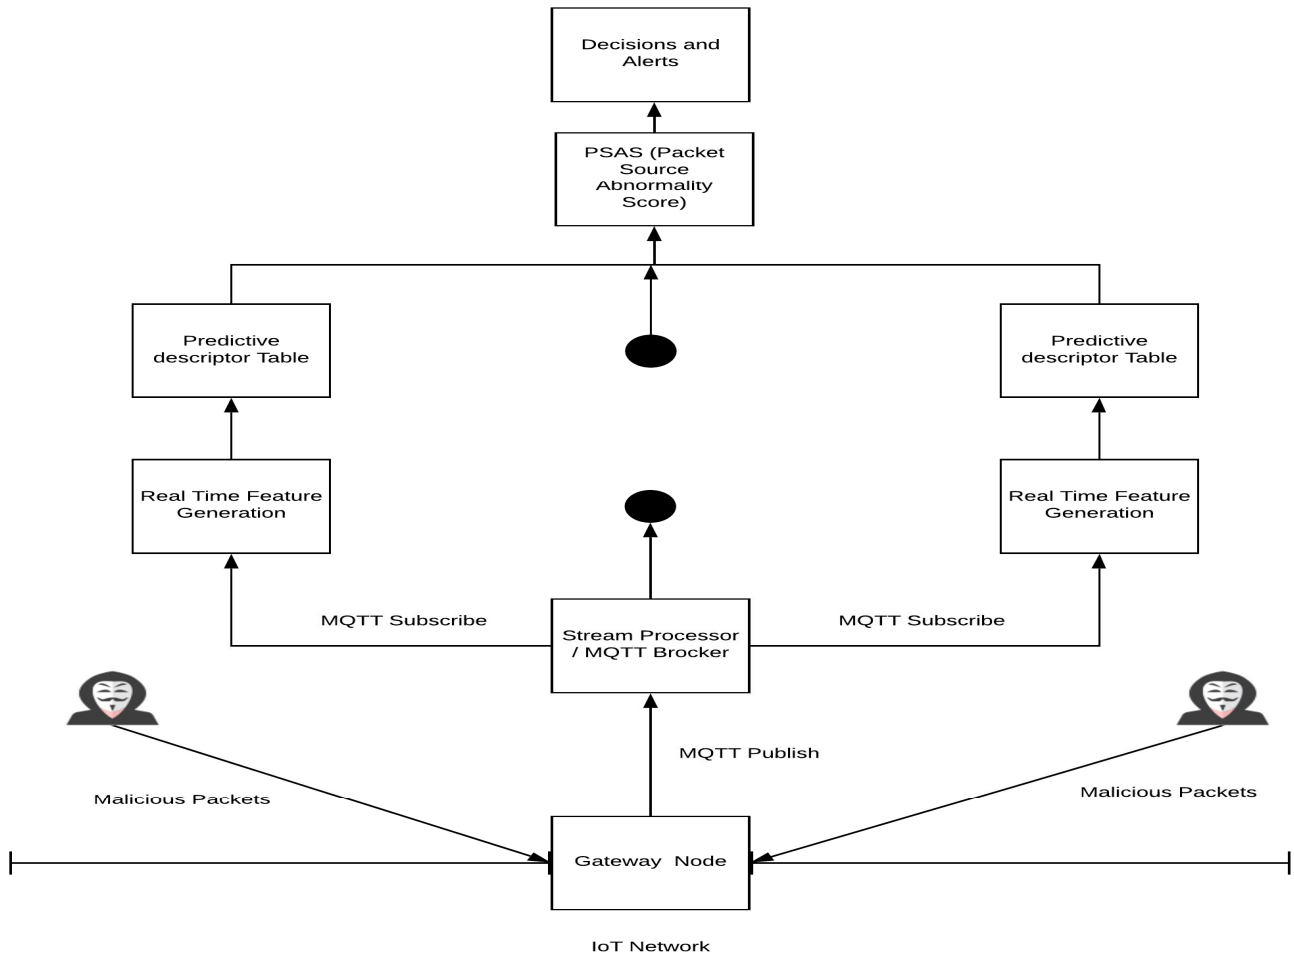 Decisions and
Alerts
PSAS (Packet
Source
Abnormality
Score)
Predictive
descriptor Table
Predictive
descriptor Table
Real Time Feature
Generation
Real Time Feature
Generation
MQTT Subscribe
Stream Processor
/ MQTT Brocker
MQTT Subscribe
MQTT Publish
Malicious Packets
Malicious Packets
Gateway Node
IoT Network